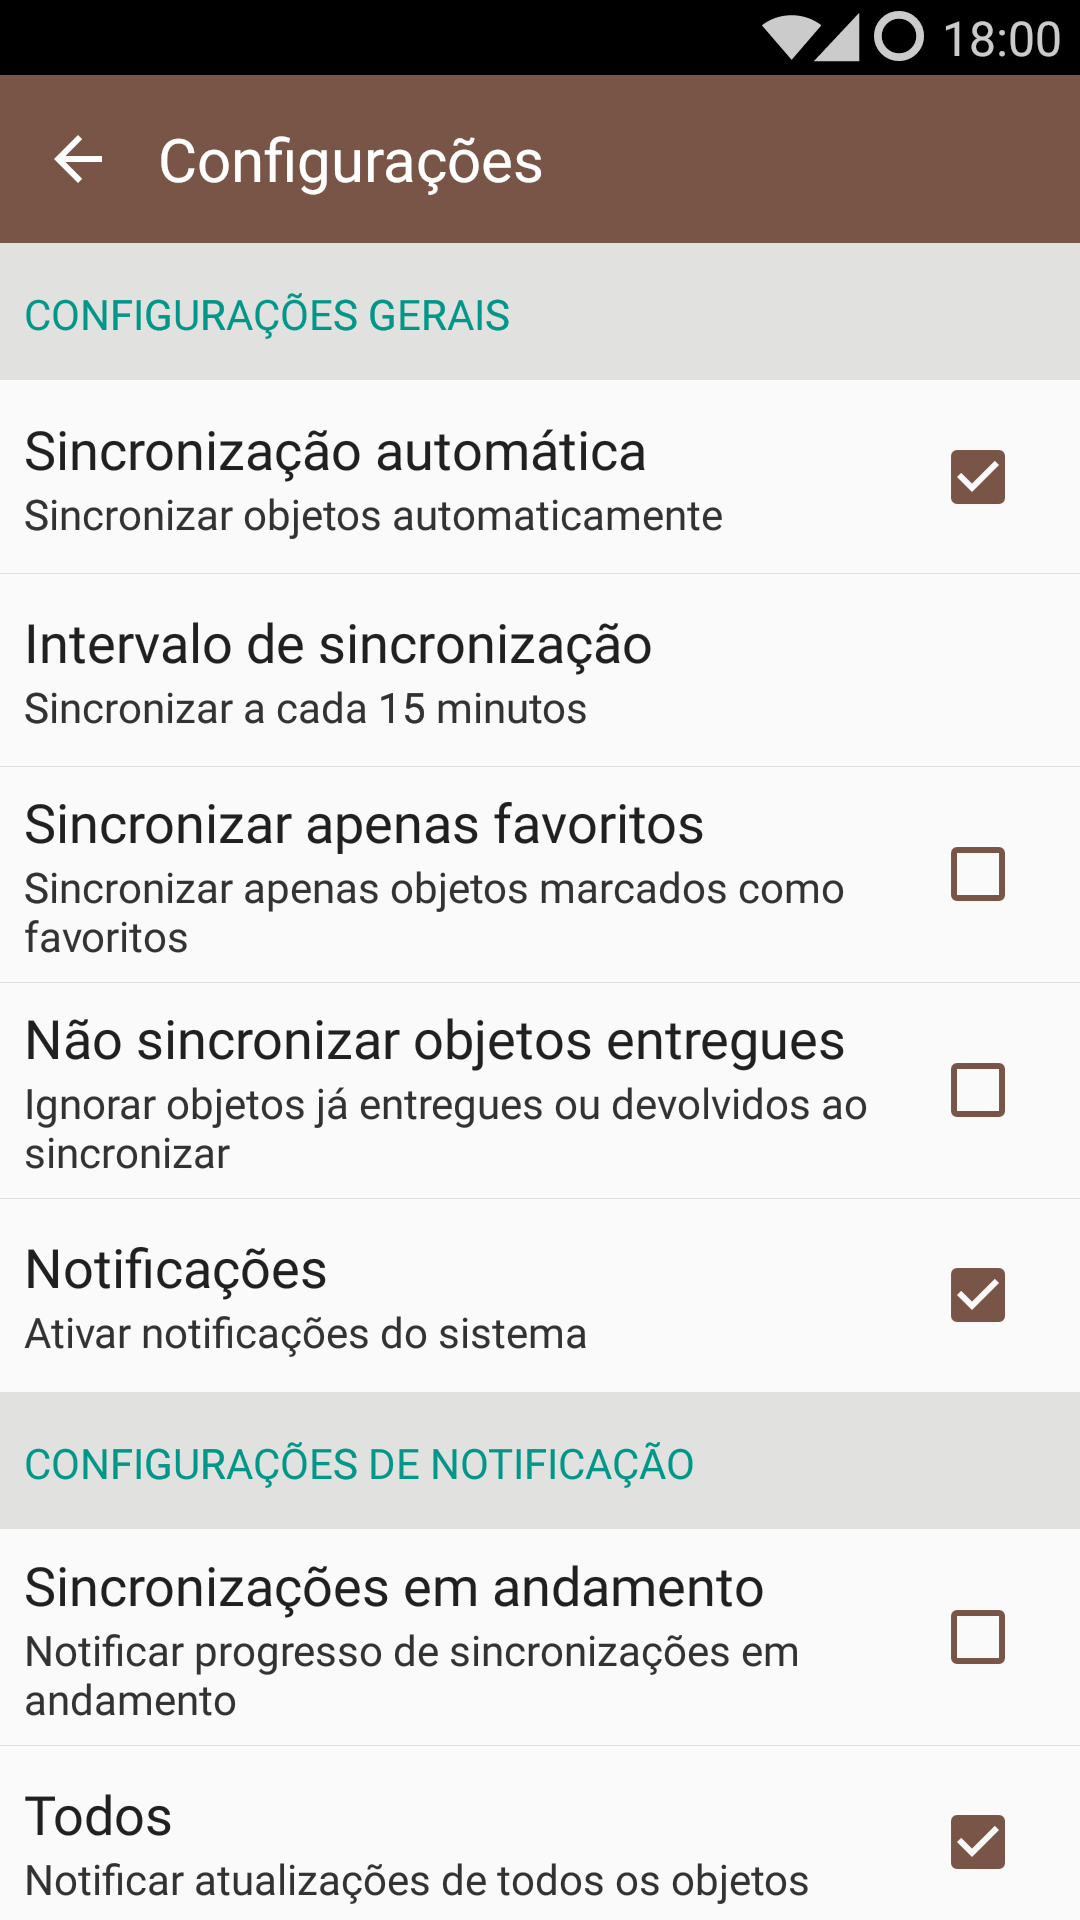 18:00
Configurações
CONFIGURAÇÕES GERAIS
Sincronização automática
Sincronizar objetos automaticamente
Intervalo de sincronização
Sincronizar a cada 15 minutos
Sincronizar apenas favoritos
Sincronizar apenas objetos marcados como
favoritos
Não sincronizar objetos entregues
Ignorar objetos já entregues ou devolvidos ao
sincronizar
Notificações
Ativar notificações do sistema
CONFIGURAÇÕES DE NOTIFICAÇÃO
Sincronizações em andamento
Notificar progresso de sincronizações em
andamento
Todos
Notificar atualizações de todos os objetos